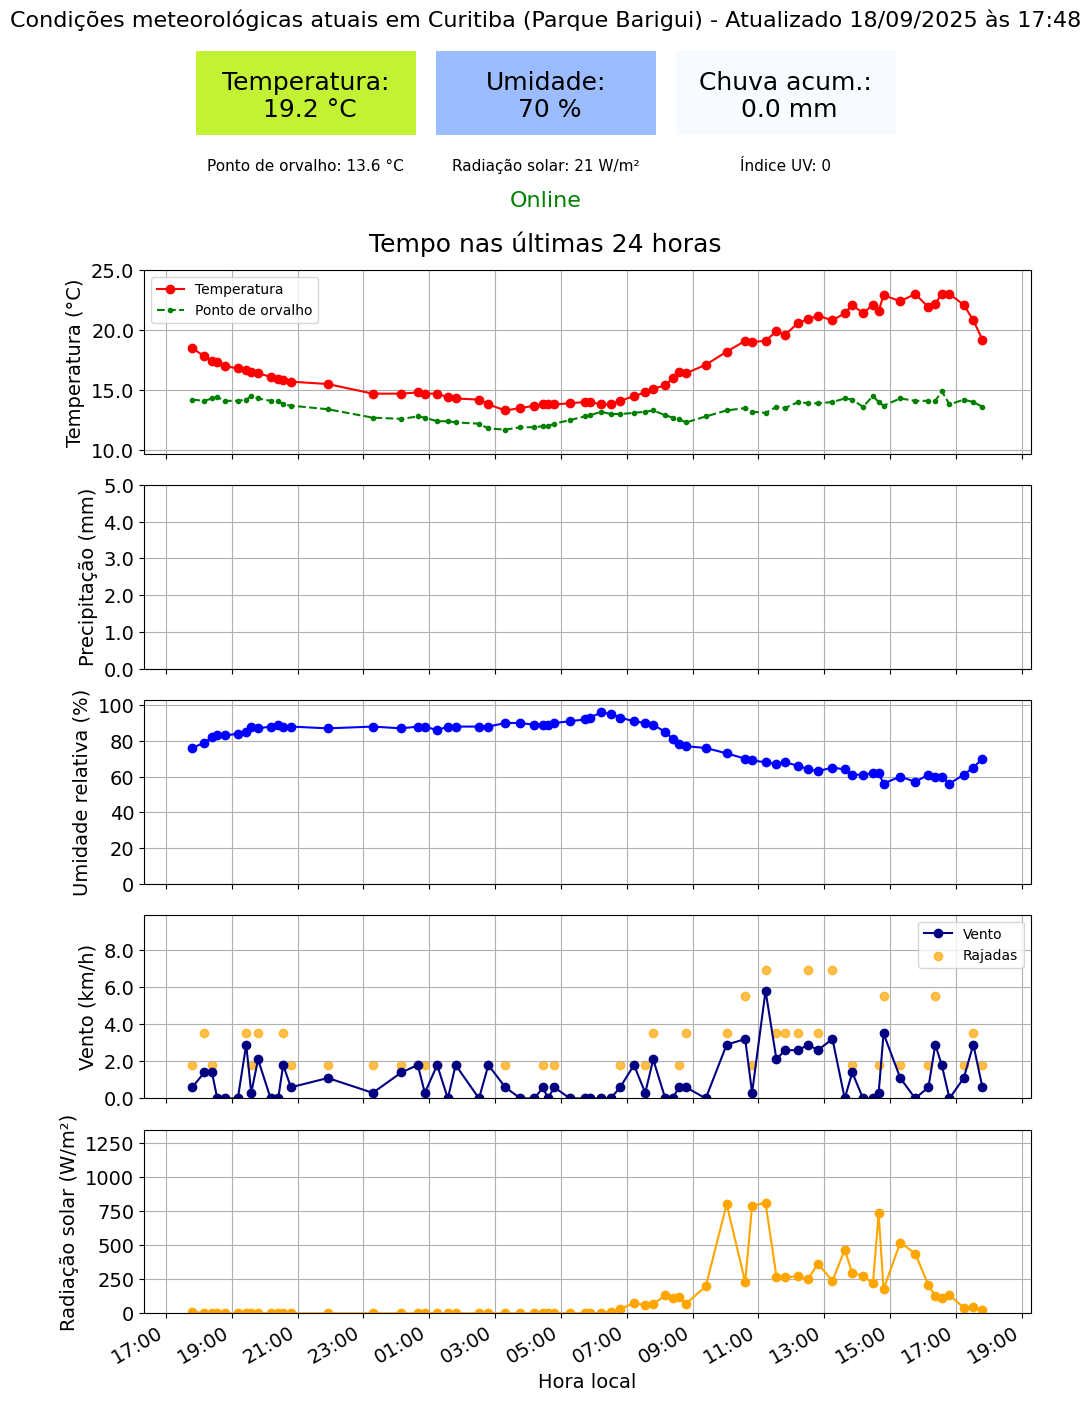 Condições meteorológicas atuais em Curitiba (Parque Barigui) - Atualizado 18/09/2025 às 17:48
Temperatura:
19.2 °C
Umidade:
70 %
Chuva acum.:
0.0 mm
Ponto de orvalho: 13.6 °C
Radiação solar: 21 W/m²
Índice UV: 0
Online
Tempo nas últimas 24 horas
Temperatura (°C)
25.0
20.0
15.0
10.0
Temperatura
Ponto de orvalho
Precipitação (mm)
5.0
4.0
3.0
2.0
1.0
0.0
Umidade relativa (%)
100
80
60
40
20
0
Vento (km/h)
8.0
6.0
4.0
2.0
0.0
Vento
Rajadas
Radiação solar (W/m²)
1250
1000
750
500
250
0
17:00
19:00
21:00
23:00
01:00
03:00
05:00
07:00
09:00
11:00
13:00
15:00
17:00
19:00
Hora local